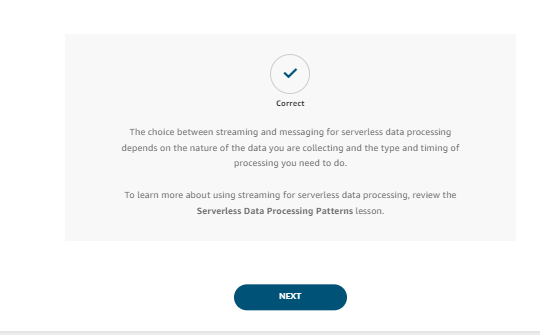 Correct
The choice between streaming and messaging for serverless data processing
depends on the nature of the data you are collecting and the type and timing of
processing you need to do.
To learn more about using streaming for serverless data processing, review the
Serverless Data Processing Patterns lesson.
NEXT